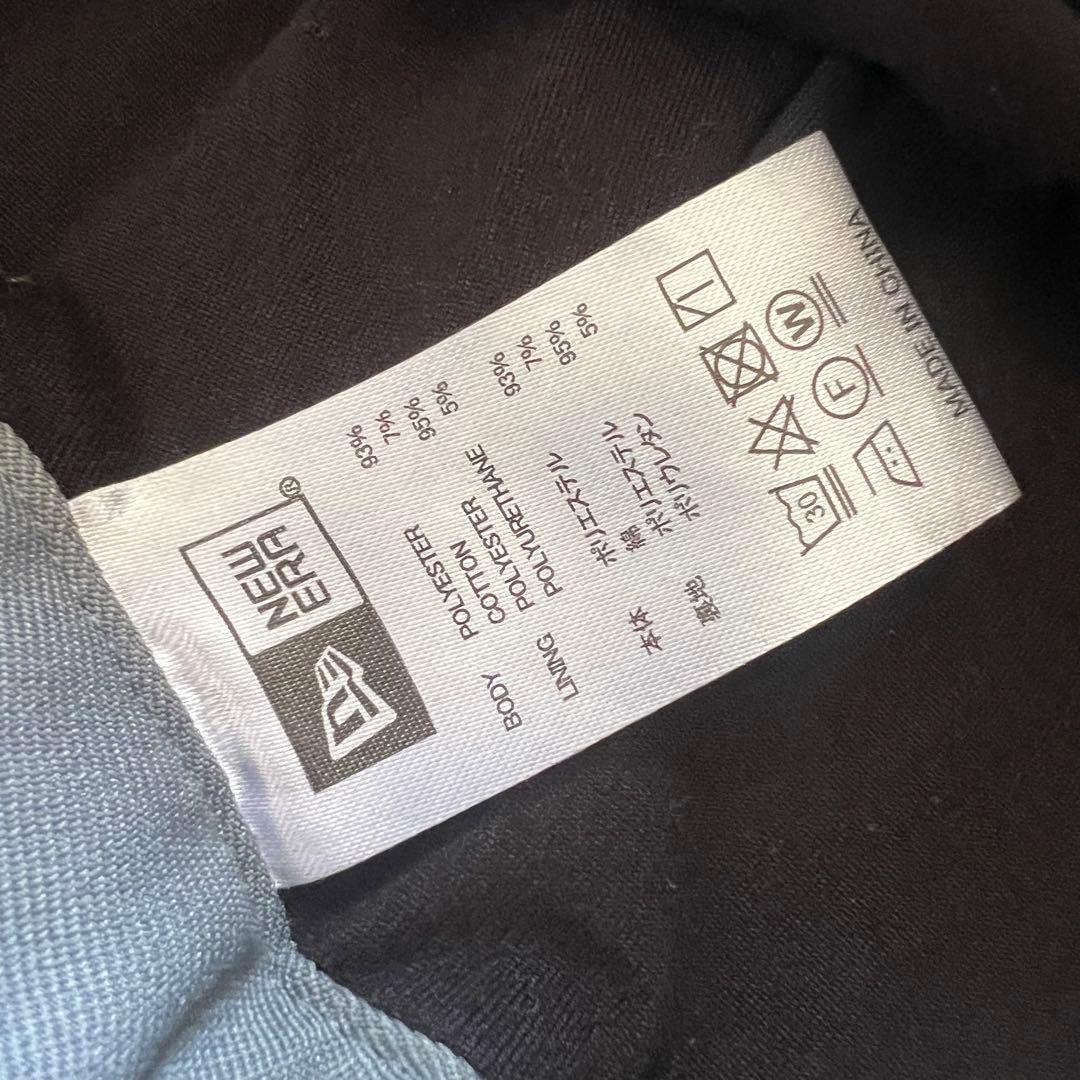 NEW
ERA
®
BODY POLYESTER 93%
COTTON 7%
LINING POLYESTER 95%
POLYURETHANE 5%
本体 ポリエステル 93%
綿 7%
裏地 ポリエステル 95%
ポリウレタン 5%
30
F
W
MADE IN CHINA